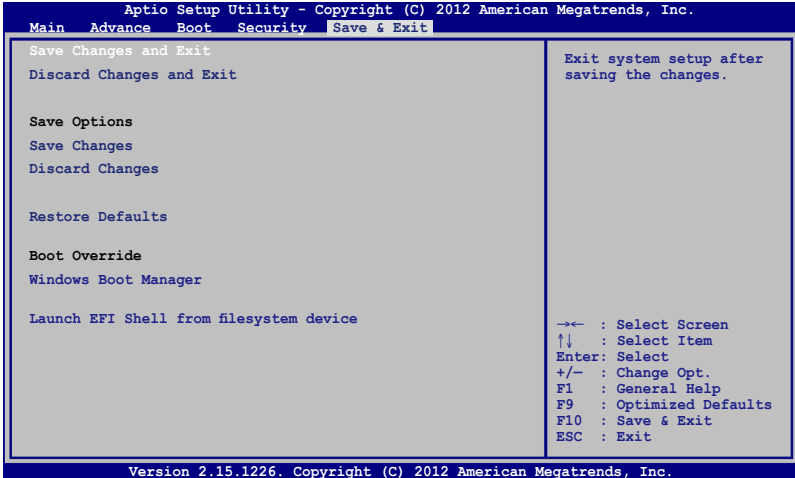 Aptio Setup Utility - Copyright (C) 2012 American Megatrends, Inc.
Main Advance Boot Security Save & Exit
Save Changes and Exit
Discard Changes and Exit
Save Options
Save Changes
Discard Changes
Restore Defaults
Boot Override
Windows Boot Manager
Launch EFI Shell from filesystem device
Exit system setup after
saving the changes.
→← : Select Screen
↑↓ : Select Item
Enter: Select
+/— : Change Opt.
F1 : General Help
F9 : Optimized Defaults
F10 : Save & Exit
ESC : Exit
Version 2.15.1226. Copyright (C) 2012 American Megatrends, Inc.